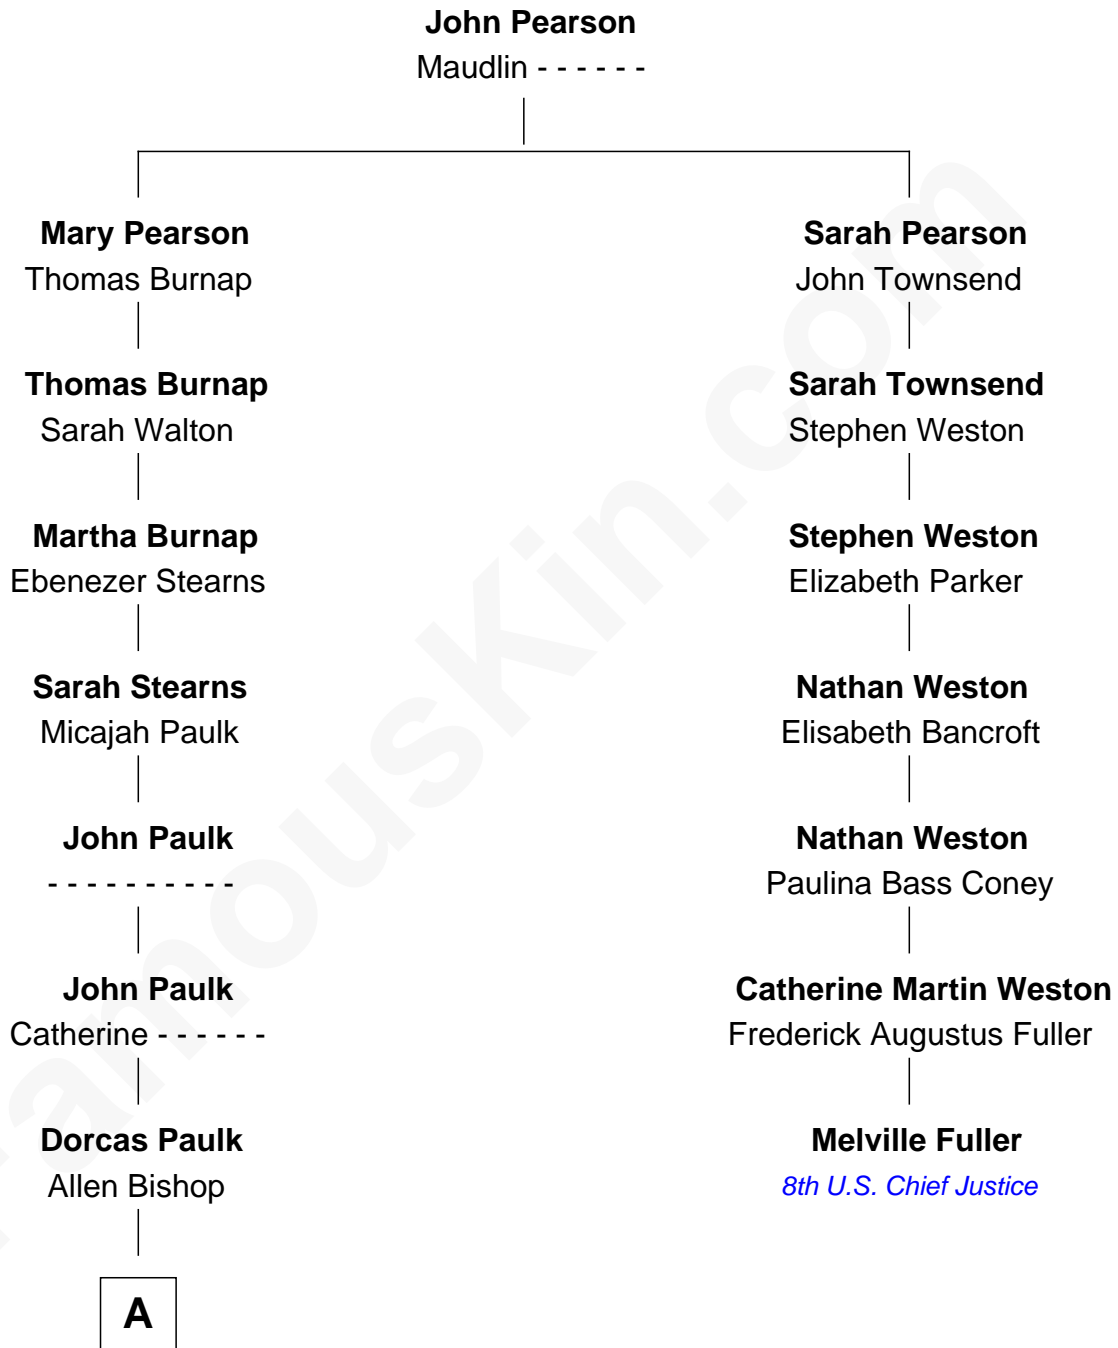 John Pearson
Maudlin - - - - - -
Mary Pearson
Thomas Burnap
Sarah Pearson
John Townsend
Thomas Burnap
Sarah Walton
Sarah Townsend
Stephen Weston
Martha Burnap
Ebenezer Stearns
Stephen Weston
Elizabeth Parker
Sarah Stearns
Micajah Paulk
Nathan Weston
Elisabeth Bancroft
John Paulk
- - - - - - - - - -
Nathan Weston
Paulina Bass Coney
John Paulk
Catherine - - - - - -
Catherine Martin Weston
Frederick Augustus Fuller
Dorcas Paulk
Allen Bishop
Melville Fuller
8th U.S. Chief Justice
A
FamousKin.com